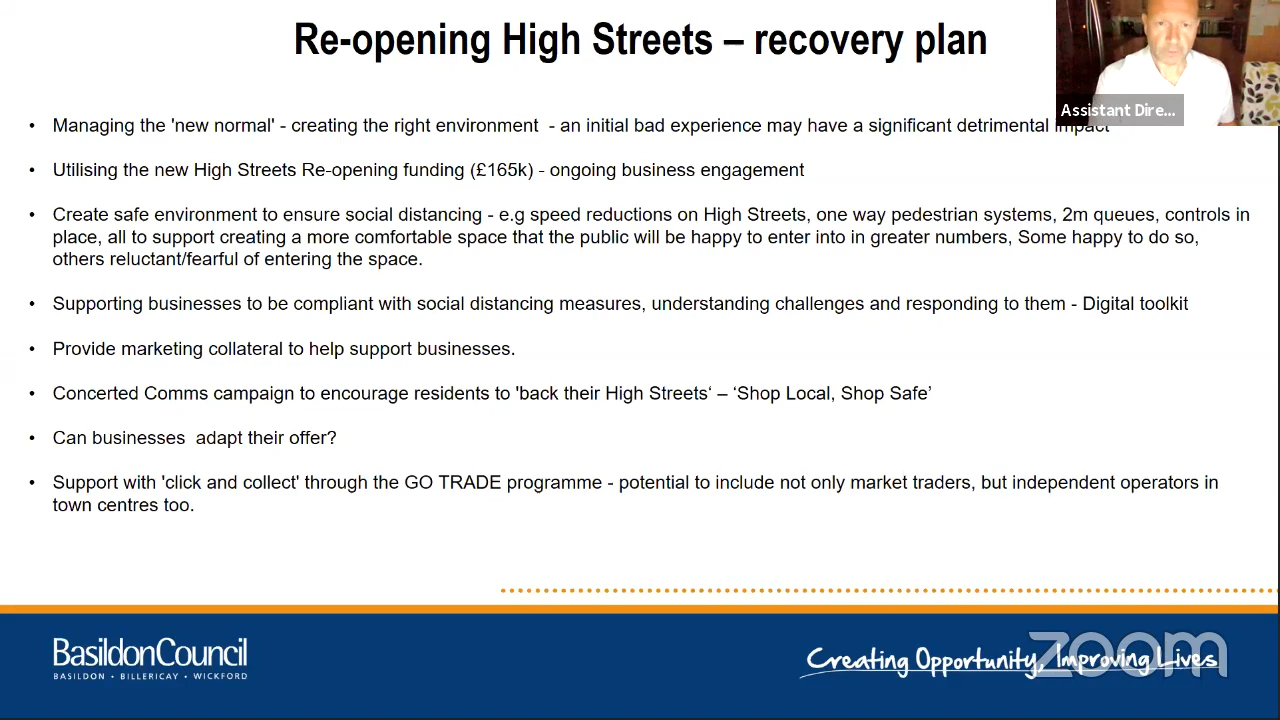 Re-opening High Streets – recovery plan
Assistant Dire...
• Managing the 'new normal' - creating the right environment  - an initial bad experience may have a significant detrimental impact
• Utilising the new High Streets Re-opening funding (£165k) - ongoing business engagement
• Create safe environment to ensure social distancing - e.g speed reductions on High Streets, one way pedestrian systems, 2m queues, controls in
place, all to support creating a more comfortable space that the public will be happy to enter into in greater numbers, Some happy to do so,
others reluctant/fearful of entering the space.
• Supporting businesses to be compliant with social distancing measures, understanding challenges and responding to them - Digital toolkit
• Provide marketing collateral to help support businesses.
• Concerted Comms campaign to encourage residents to 'back their High Streets‘ – ‘Shop Local, Shop Safe’
• Can businesses  adapt their offer?
• Support with 'click and collect' through the GO TRADE programme - potential to include not only market traders, but independent operators in
town centres too.
BasildonCouncil
BASILDON • BILLERICAY • WICKFORD
Creating Opportunity, Improving Lives
zoom